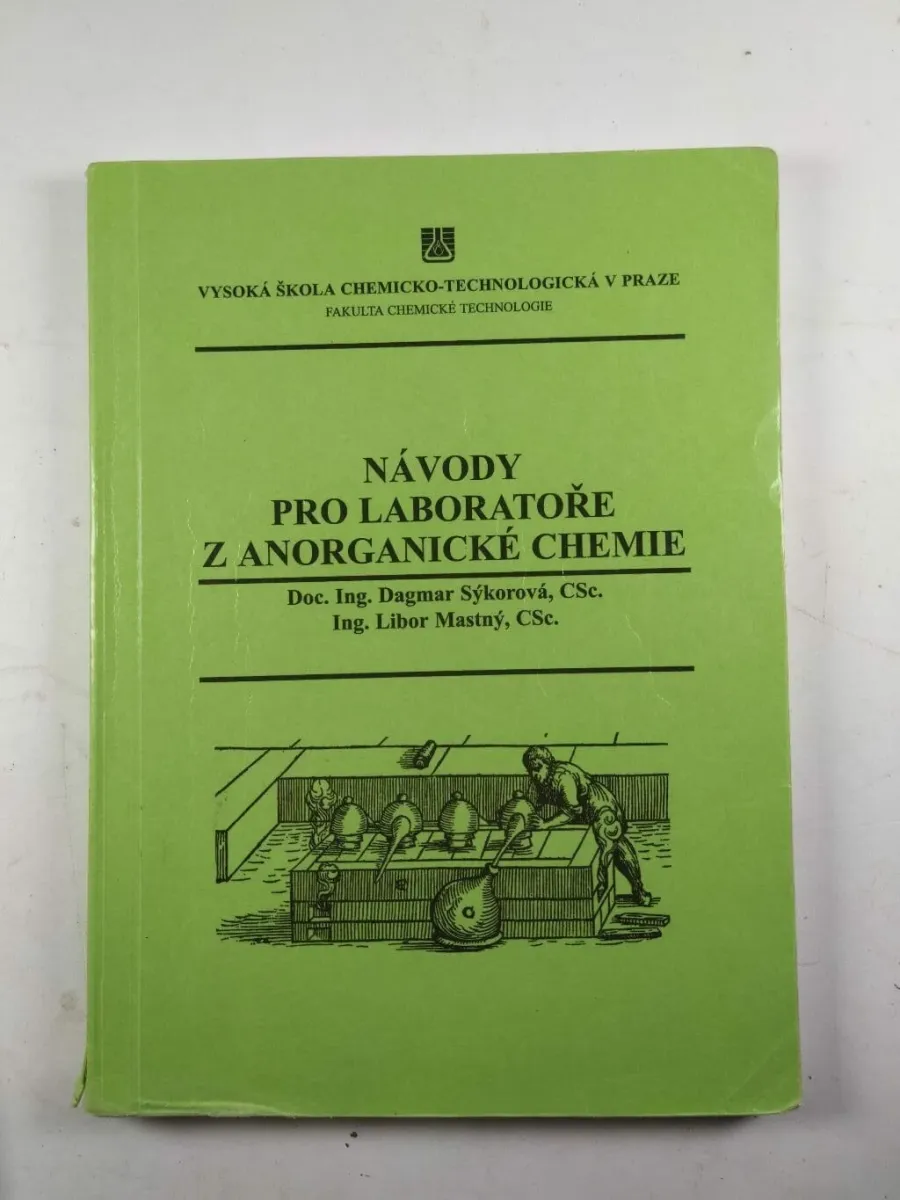 VYSOKÁ ŠKOLA CHEMICKO-TECHNOLOGICKÁ V PRAZE
FAKULTA CHEMICKÉ TECHNOLOGIE
NÁVODY
PRO LABORATOŘE
Z ANORGANICKÉ CHEMIE
Doc. Ing. Dagmar Sýkorová, CSc.
Ing. Libor Mastný, CSc.